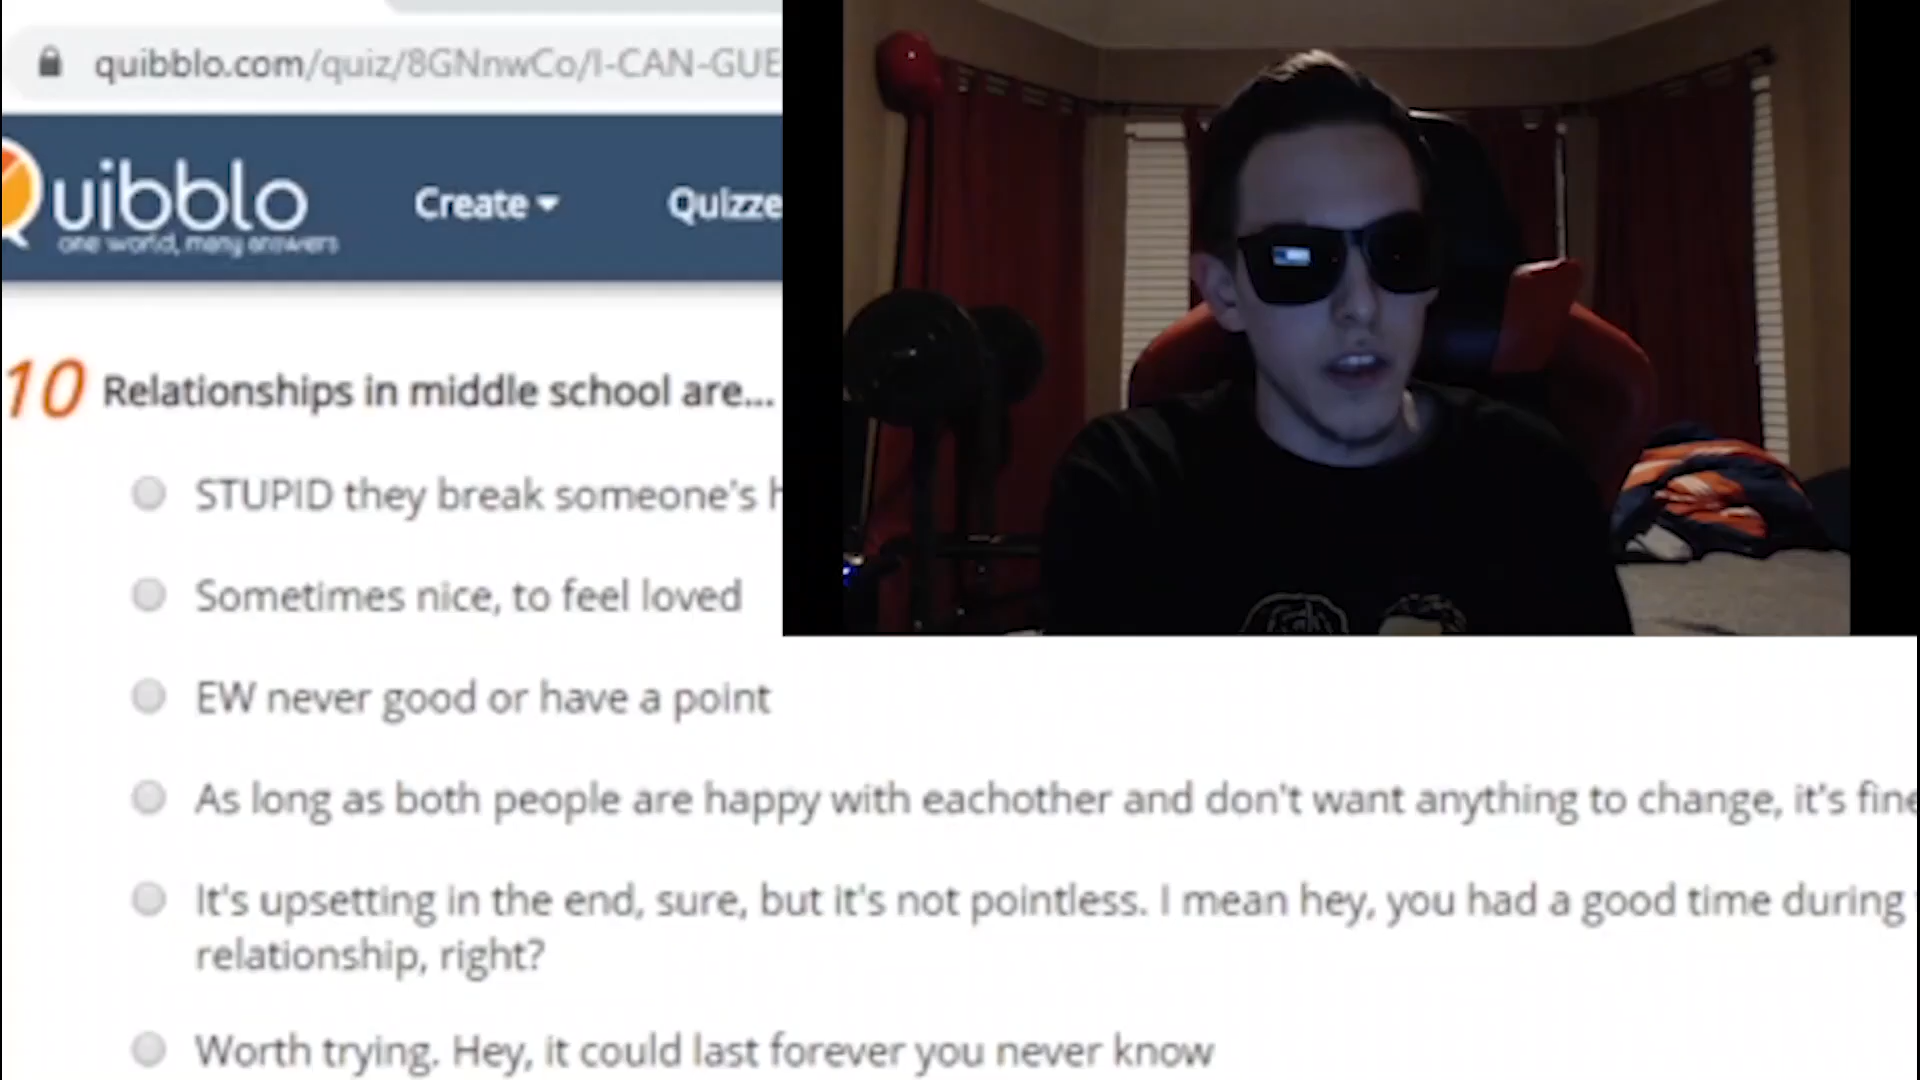 quibblo.com/quiz/8GNnwCo/I-CAN-GUE
Quibblo
one world, many answers
Create
Quizze
10 Relationships in middle school are...
STUPID they break someone's h
Sometimes nice, to feel loved
EW never good or have a point
As long as both people are happy with eachother and don't want anything to change, it's fine
It's upsetting in the end, sure, but it's not pointless. I mean hey, you had a good time during
relationship, right?
Worth trying. Hey, it could last forever you never know